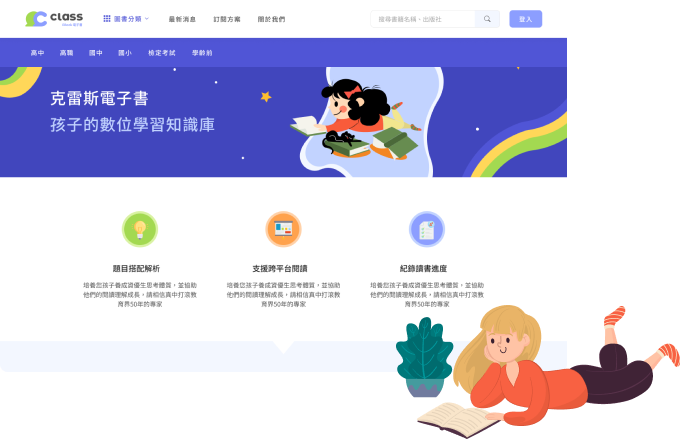 class
圖書分類
最新消息
訂閱方案
關於我們
搜尋書籍名稱、出版社
登入
高中
高職
國中
國小
檢定考試
學齡前
克雷斯電子書
孩子的數位學習知識庫
題目搭配解析
培養您孩子養成資優生思考體質，並協助
他們的閱讀理解成長，請相信真中打滾教
育界50年的專家
支援跨平台閱讀
培養您孩子養成資優生思考體質，並協助
他們的閱讀理解成長，請相信真中打滾教
育界50年的專家
紀錄讀書進度
培養您孩子養成資優生思考體質，並協助
他們的閱讀理解成長，請相信真中打滾教
育界50年的專家